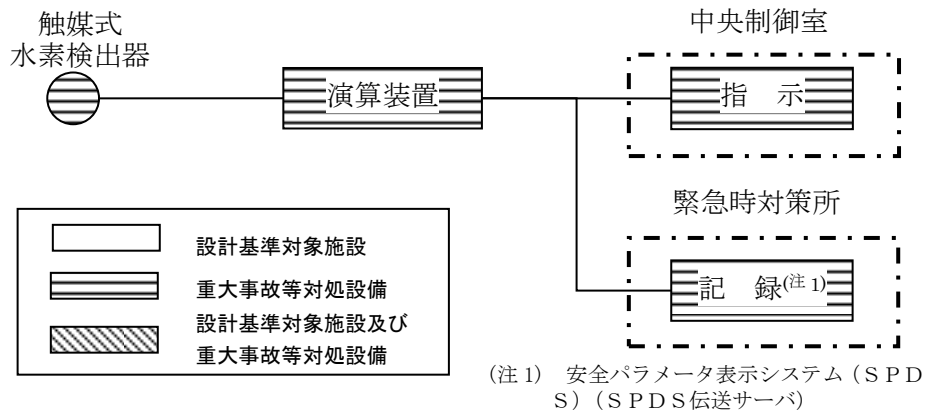 触媒式
水素検出器
演算装置
中央制御室
指　示
緊急時対策所
記　録(注1)
設計基準対象施設
重大事故等対処設備
設計基準対象施設及び
重大事故等対処設備
(注1)　安全パラメータ表示システム（ＳＰＤ
Ｓ）（ＳＰＤＳ伝送サーバ）